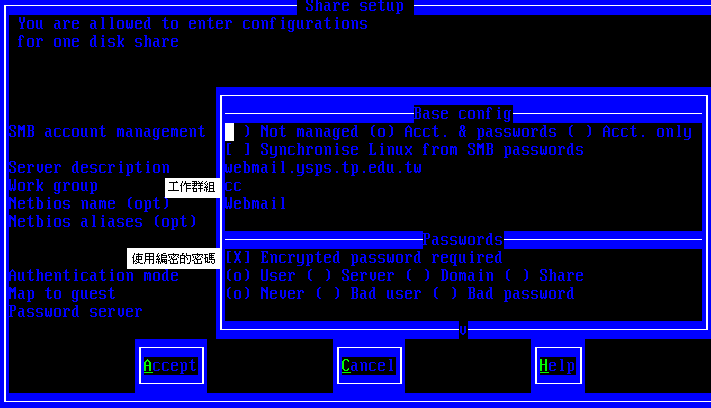 Share setup
You are allowed to enter configurations
for one disk share
Base config
SMB account management ( ) Not managed (o) Acct. & passwords ( ) Acct. only
[ ] Synchronise Linux from SMB passwords
Server description webmail.ysps.tp.edu.tw
Work group 工作群組 cc
Netbios name (opt) Webmail
Netbios aliases (opt)
Passwords
使用編密的密碼 [X] Encrypted password required
Authentication mode (o) User ( ) Server ( ) Domain ( ) Share
Map to guest (o) Never ( ) Bad user ( ) Bad password
Password server
v
Accept Cancel Help